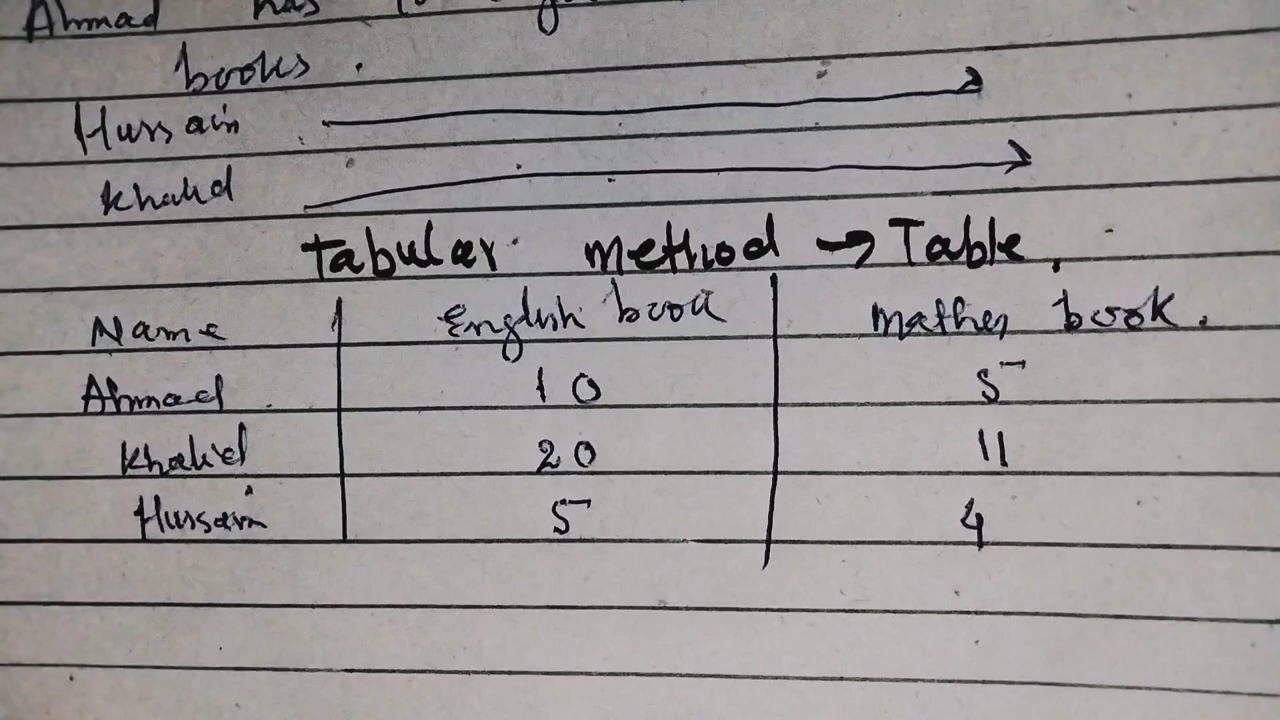 Ahmad has
books.
Hussain →
Khalid →
Tabular method → Table.
Name English book Mathes book.
Ahmad 10 5
Khalid 20 11
Hussain 5 4